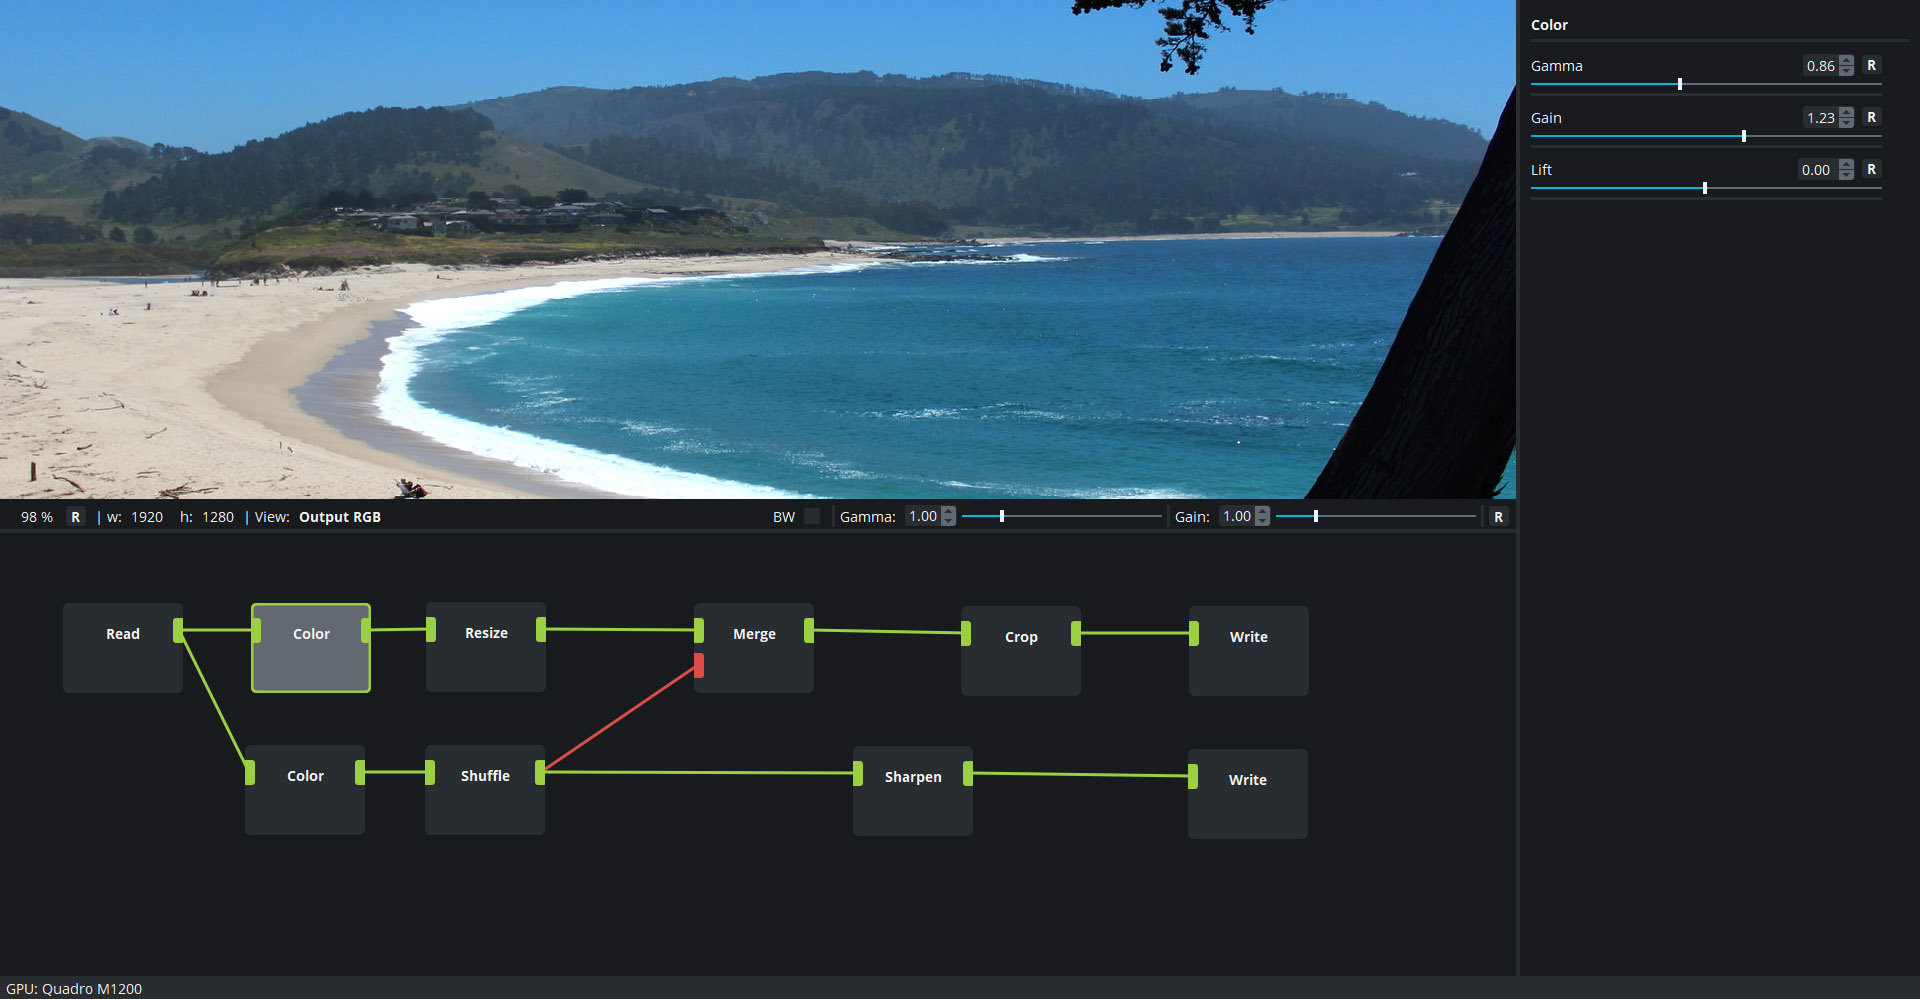 Color
Gamma 0.86 R
Gain 1.23 R
Lift 0.00 R
98 % R | w: 1920 h: 1280 | View: Output RGB BW Gamma: 1.00 Gain: 1.00 R
Read Color Resize Merge Crop Write
Color Shuffle Sharpen Write
GPU: Quadro M1200